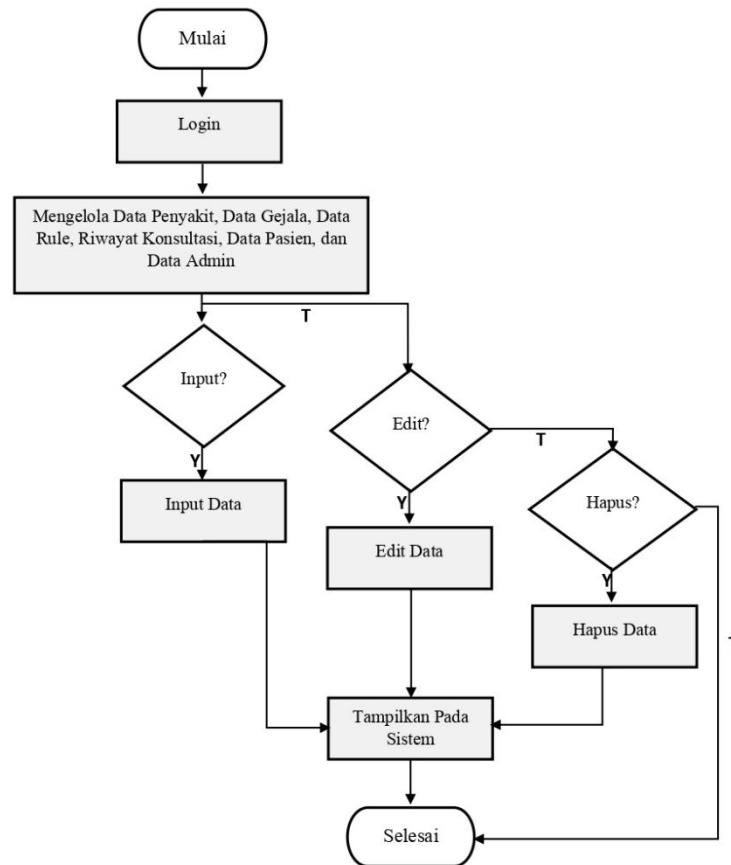 Mulai
Login
Mengelola Data Penyakit, Data Gejala, Data
Rule, Riwayat Konsultasi, Data Pasien, dan
Data Admin
T
Input?
Edit?
T
Y
Hapus?
Input Data
Y
Edit Data
Y
Hapus Data
Tampilkan Pada
Sistem
Selesai